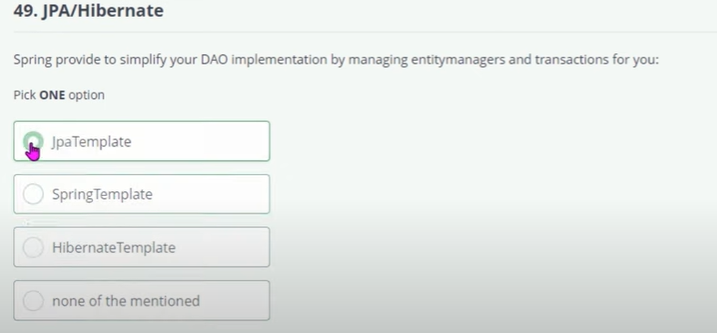 49. JPA/Hibernate
Spring provide to simplify your DAO implementation by managing entitymanagers and transactions for you:
Pick ONE option
JpaTemplate
SpringTemplate
HibernateTemplate
none of the mentioned